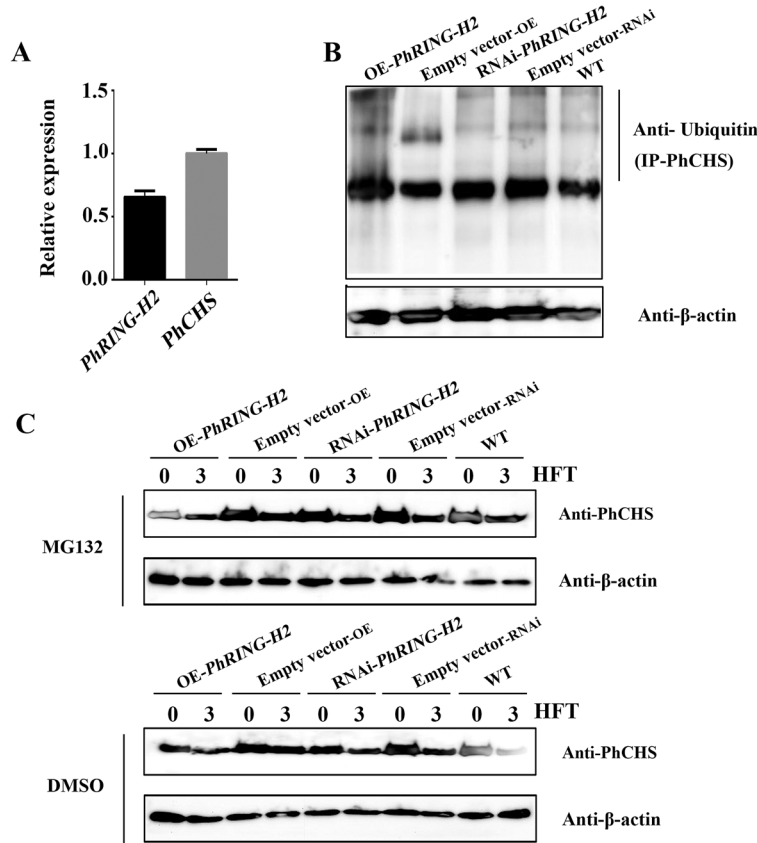 A
Relative expression
1.5
1.0
0.5
0.0
PhRING-H2
PhCHS
B
OE-PhRING-H2
Empty vector-OE
RNAi-PhRING-H2
Empty vector-RNAi
WT
Anti- Ubiquitin
(IP-PhCHS)
Anti-β-actin
C
OE-PhRING-H2
Empty vector-OE
RNAi-PhRING-H2
Empty vector-RNAi
WT
0 3 0 3 0 3 0 3 0 3 HFT
MG132
Anti-PhCHS
Anti-β-actin
OE-PhRING-H2
Empty vector-OE
RNAi-PhRING-H2
Empty vector-RNAi
WT
0 3 0 3 0 3 0 3 0 3 HFT
DMSO
Anti-PhCHS
Anti-β-actin